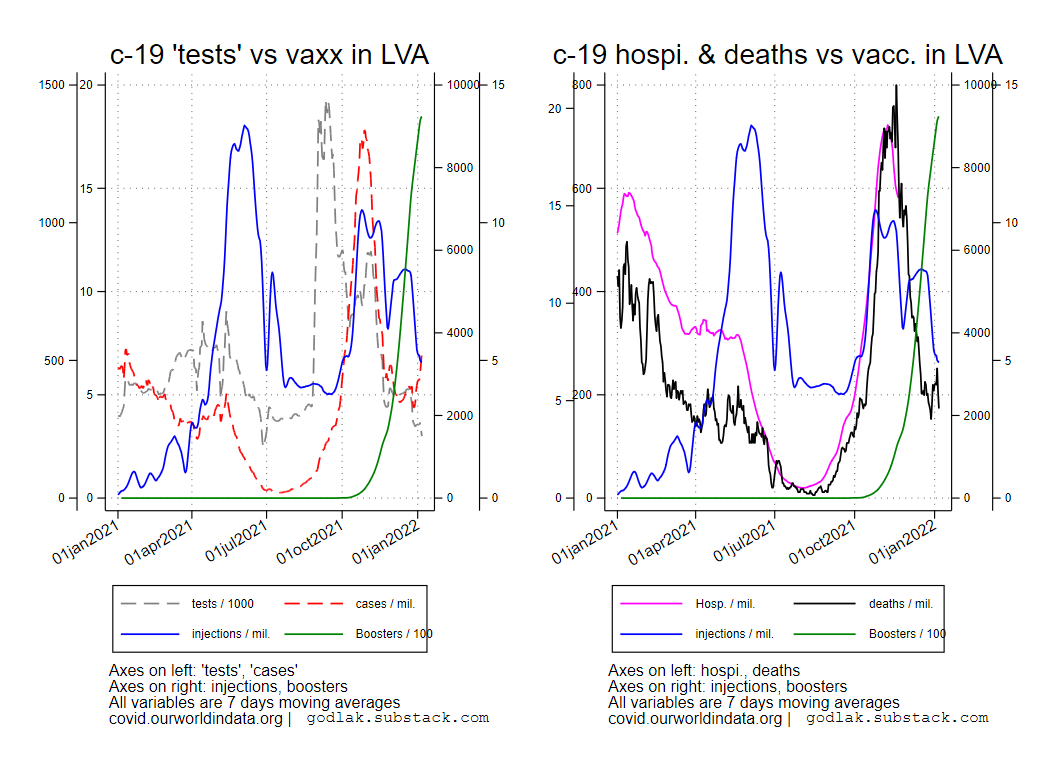 c-19 'tests' vs vaxx in LVA
1500
20
10000
15
15
8000
1000
10
6000
10
4000
500
5
5
2000
0
0
0
0
01jan2021
01apr2021
01jul2021
01oct2021
01jan2022
tests / 1000
cases / mil.
injections / mil.
Boosters / 100
Axes on left: 'tests', 'cases'
Axes on right: injections, boosters
All variables are 7 days moving averages
covid.ourworldindata.org | godlak.substack.com
c-19 hospi. & deaths vs vacc. in LVA
800
10000
15
20
8000
600
15
10
6000
400
10
4000
5
5
200
2000
0
0
0
0
01jan2021
01apr2021
01jul2021
01oct2021
01jan2022
Hosp. / mil.
deaths / mil.
injections / mil.
Boosters / 100
Axes on left: hospi., deaths
Axes on right: injections, boosters
All variables are 7 days moving averages
covid.ourworldindata.org | godlak.substack.com